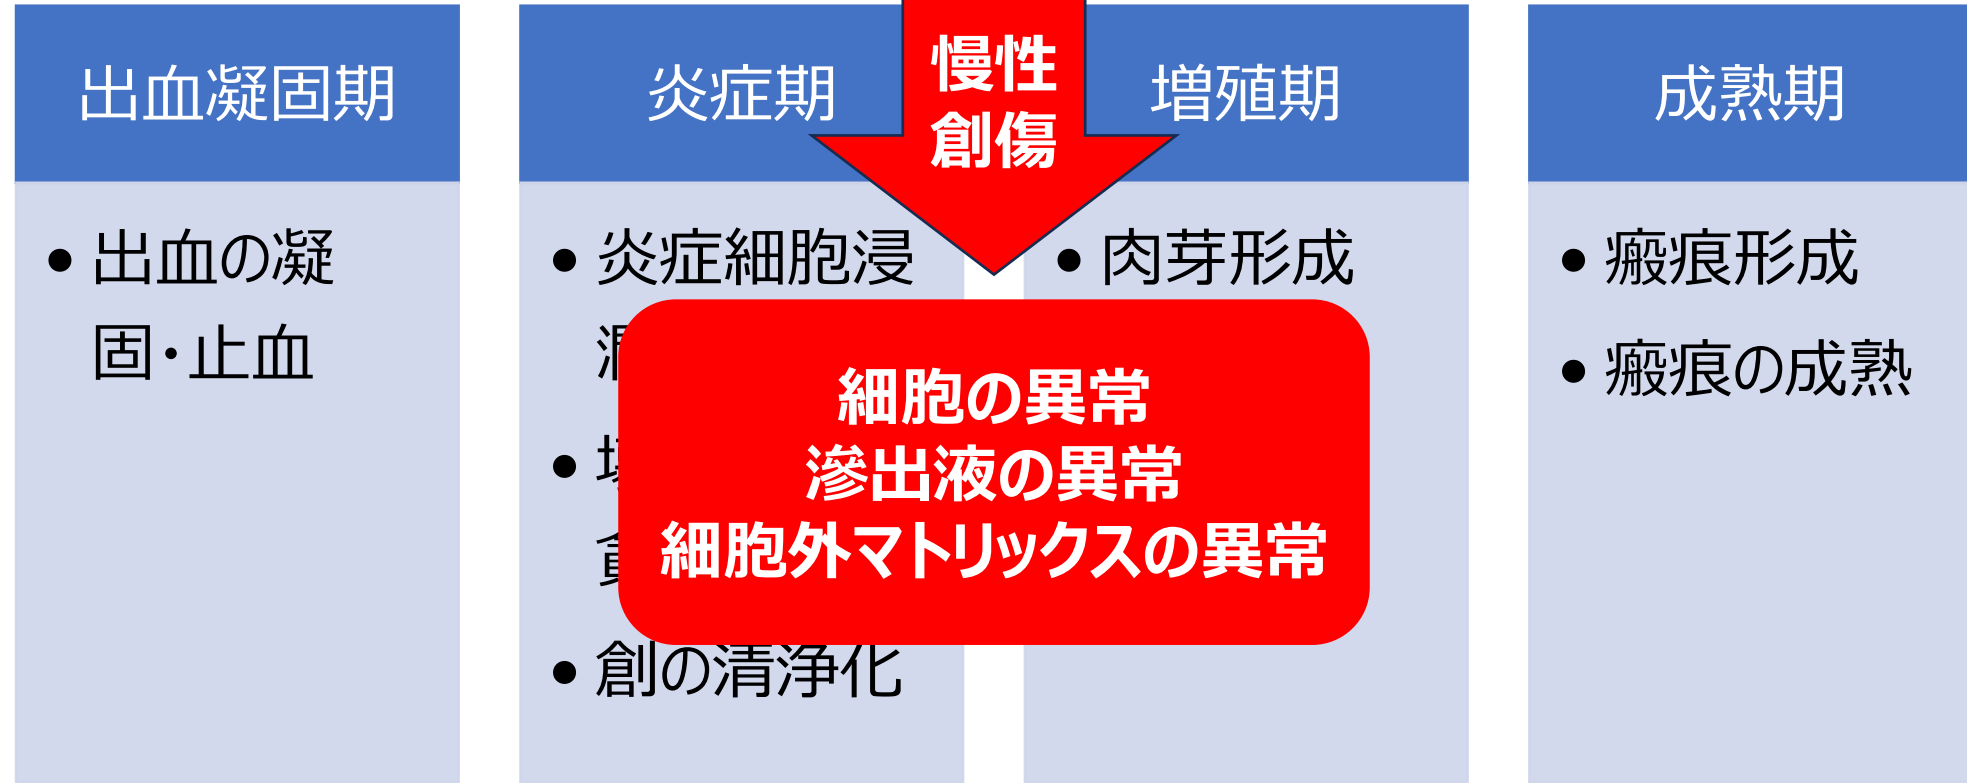 出血凝固期
• 出血の凝
固・止血
炎症期
• 炎症細胞浸
• 創の清浄化
増殖期
• 肉芽形成
成熟期
• 瘢痕形成
• 瘢痕の成熟
慢性
創傷
細胞の異常
滲出液の異常
細胞外マトリックスの異常